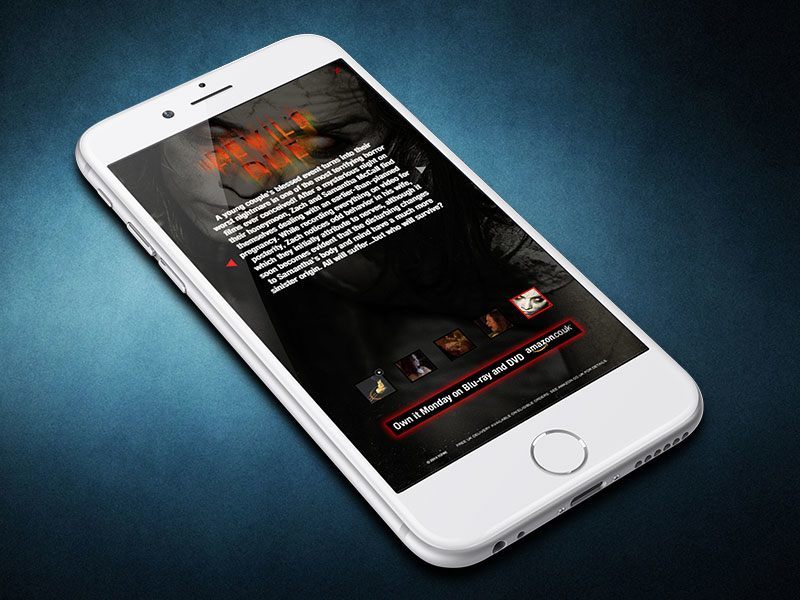 DEVIL'S
DUE
A young couple's blessed event turns into their
worst nightmare in one of the most terrifying horror
films ever conceived! After a mysterious night on
their honeymoon, Zach and Samantha McCall find
themselves dealing with an earlier-than-planned
pregnancy. While recording everything on video for
posterity, Zach notices odd behavior in his wife,
which they initially attribute to nerves, although it
soon becomes evident that the disturbing changes
to Samantha's body and mind have a much more
sinister origin. All will suffer...but who will survive?
Own it Monday on Blu-ray and DVD amazon.co.uk
FREE UK DELIVERY AVAILABLE ON ELIGIBLE ORDERS. SEE AMAZON.CO.UK FOR DETAILS.